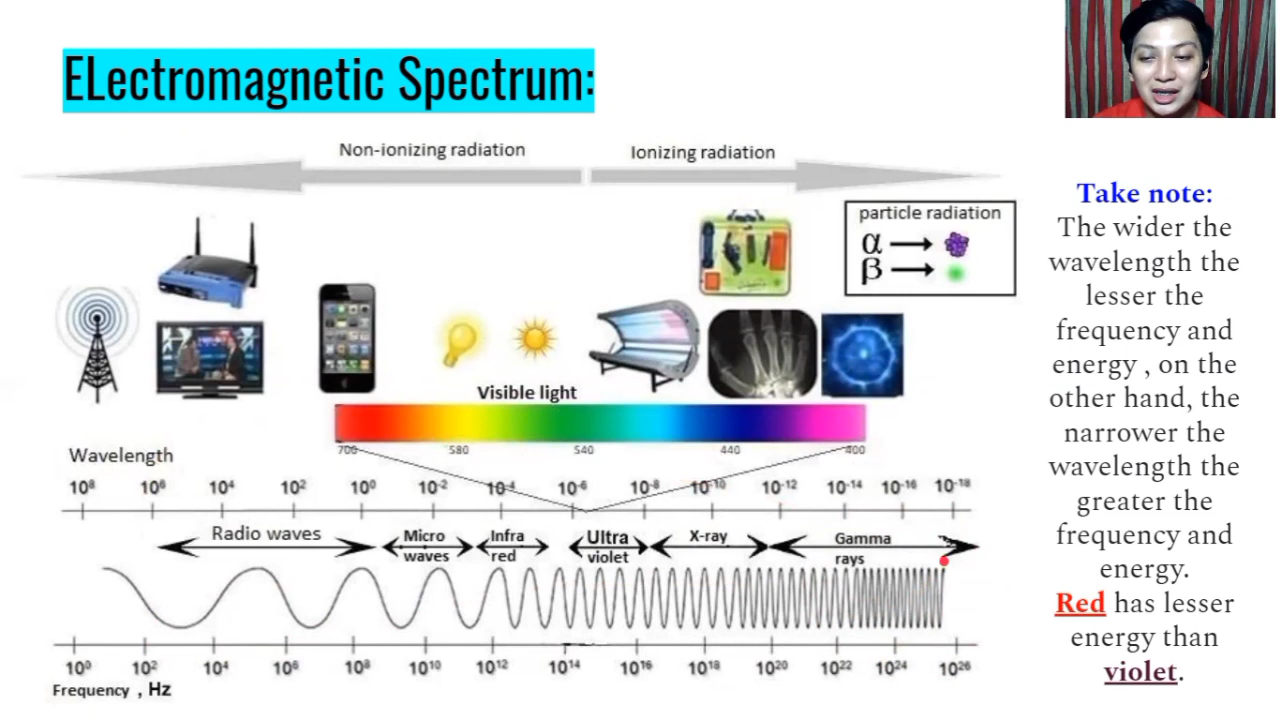 ELectromagnetic Spectrum:
Non-ionizing radiation
Ionizing radiation
particle radiation
α
β
Visible light
700 580 540 440 400
Wavelength
10⁸ 10⁶ 10⁴ 10² 10⁰ 10⁻² 10⁻⁴ 10⁻⁶ 10⁻⁸ 10⁻¹⁰ 10⁻¹² 10⁻¹⁴ 10⁻¹⁶ 10⁻¹⁸
Radio waves
Micro
waves
Infra
red
Ultra
violet
X-ray
Gamma
rays
10⁰ 10² 10⁴ 10⁶ 10⁸ 10¹⁰ 10¹² 10¹⁴ 10¹⁶ 10¹⁸ 10²⁰ 10²² 10²⁴ 10²⁶
Frequency , Hz
Take note:
The wider the
wavelength the
lesser the
frequency and
energy , on the
other hand, the
narrower the
wavelength the
greater the
frequency and
energy.
Red has lesser
energy than
violet.